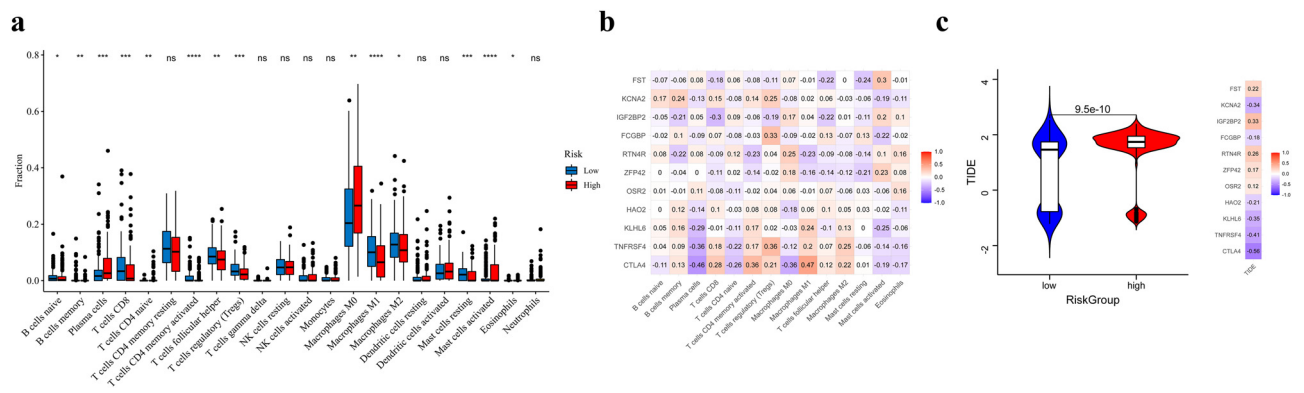 a
Fraction
0.8
0.6
0.4
0.2
0.0
* ** *** *** ** ns **** ** *** ns ns ns ns ** **** * ns ns *** **** * ns
B cells naive
B cells memory
Plasma cells
T cells CD8
T cells CD4 naive
T cells CD4 memory resting
T cells CD4 memory activated
T cells follicular helper
T cells regulatory (Tregs)
T cells gamma delta
NK cells resting
NK cells activated
Monocytes
Macrophages M0
Macrophages M1
Macrophages M2
Dendritic cells resting
Dendritic cells activated
Mast cells resting
Mast cells activated
Eosinophils
Neutrophils
Risk
Low
High
b
FST -0.07 -0.06 0.08 -0.18 0.06 -0.08 -0.11 0.07 -0.01 -0.22 0 -0.24 0.3 -0.01
KCNA2 0.17 0.24 -0.13 0.15 -0.08 0.14 0.25 -0.08 0.02 0.06 -0.03 -0.06 -0.19 -0.11
IGF2BP2 -0.05 -0.21 0.05 -0.3 0.09 -0.06 -0.19 0.17 0.04 -0.22 0.04 -0.11 0.2 0.1
FCGBP -0.02 0.1 -0.08 0.07 -0.03 -0.04 0.33 -0.09 -0.02 0.13 -0.07 0.13 -0.22 -0.02
RTN4R -0.08 -0.22 0.08 -0.04 0.12 -0.23 -0.04 0.25 -0.23 -0.04 -0.14 -0.05 0.1 0.16
ZFP42 0 -0.04 0 -0.09 -0.02 -0.14 -0.04 0.18 -0.16 -0.08 -0.14 -0.21 0.23 0.08
OSR2 0.01 -0.01 0.11 -0.08 -0.11 -0.02 0.04 0.04 -0.11 -0.04 -0.02 -0.03 0.06 0.16
HAO2 0 0.12 -0.14 0.1 -0.03 0.08 0.08 -0.18 -0.03 0.1 0.05 0.03 -0.02 -0.11
KLHL6 -0.08 0.12 -0.29 0.12 -0.11 0.17 0.12 -0.24 0.24 -0.04 0.13 0 -0.14 -0.16
TNFRSF4 0.04 0.09 -0.36 0.18 -0.22 0.17 0.36 -0.24 0.16 0.07 0.25 -0.06 -0.25 -0.16
CTLA4 -0.11 0.13 -0.46 0.28 -0.26 0.36 0.21 -0.36 0.47 0.12 0.22 0.01 -0.19 -0.17
B cells naive
B cells memory
Plasma cells
T cells CD8
T cells CD4 naive
T cells CD4 memory activated
T cells regulatory (Tregs)
Macrophages M0
Macrophages M1
T cells follicular helper
Macrophages M2
Mast cells resting
Mast cells activated
Eosinophils
1.0
0.5
0.0
-0.5
-1.0
c
TIDE
4
2
0
-2
9.5e-10
low
high
RiskGroup
FST 0.22
KCNA2 -0.34
IGF2BP2 0.33
FCGBP -0.18
RTN4R 0.26
ZFP42 0.17
OSR2 0.12
HAO2 -0.21
KLHL6 -0.35
TNFRSF4 -0.41
CTLA4 -0.56
TIDE
1.0
0.5
0.0
-0.5
-1.0